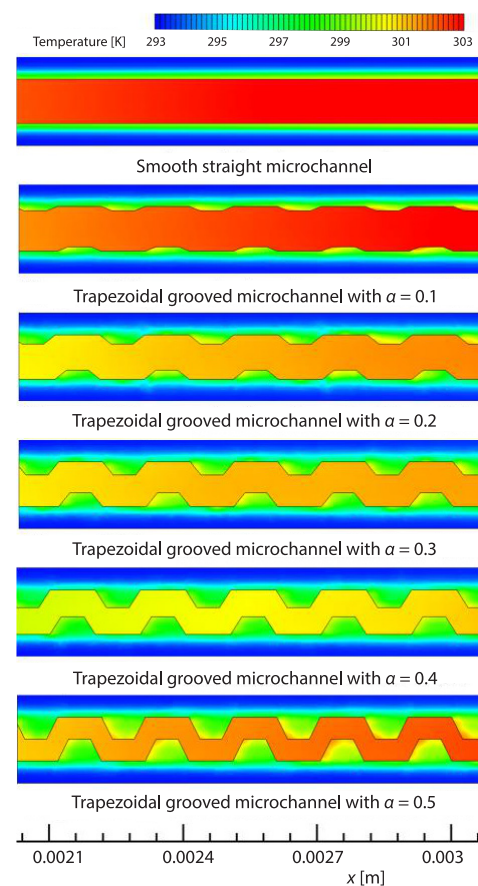 Temperature [K]
293 295 297 299 301 303
Smooth straight microchannel
Trapezoidal grooved microchannel with α = 0.1
Trapezoidal grooved microchannel with α = 0.2
Trapezoidal grooved microchannel with α = 0.3
Trapezoidal grooved microchannel with α = 0.4
Trapezoidal grooved microchannel with α = 0.5
0.0021 0.0024 0.0027 0.003
x [m]